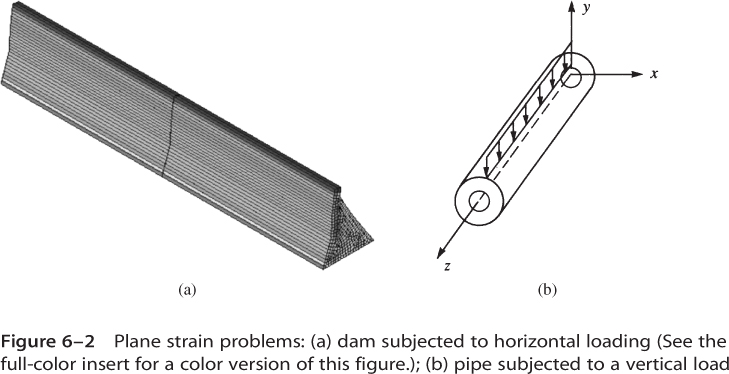 y
x
z
(a)
(b)
Figure 6–2 Plane strain problems: (a) dam subjected to horizontal loading (See the
full-color insert for a color version of this figure.); (b) pipe subjected to a vertical load